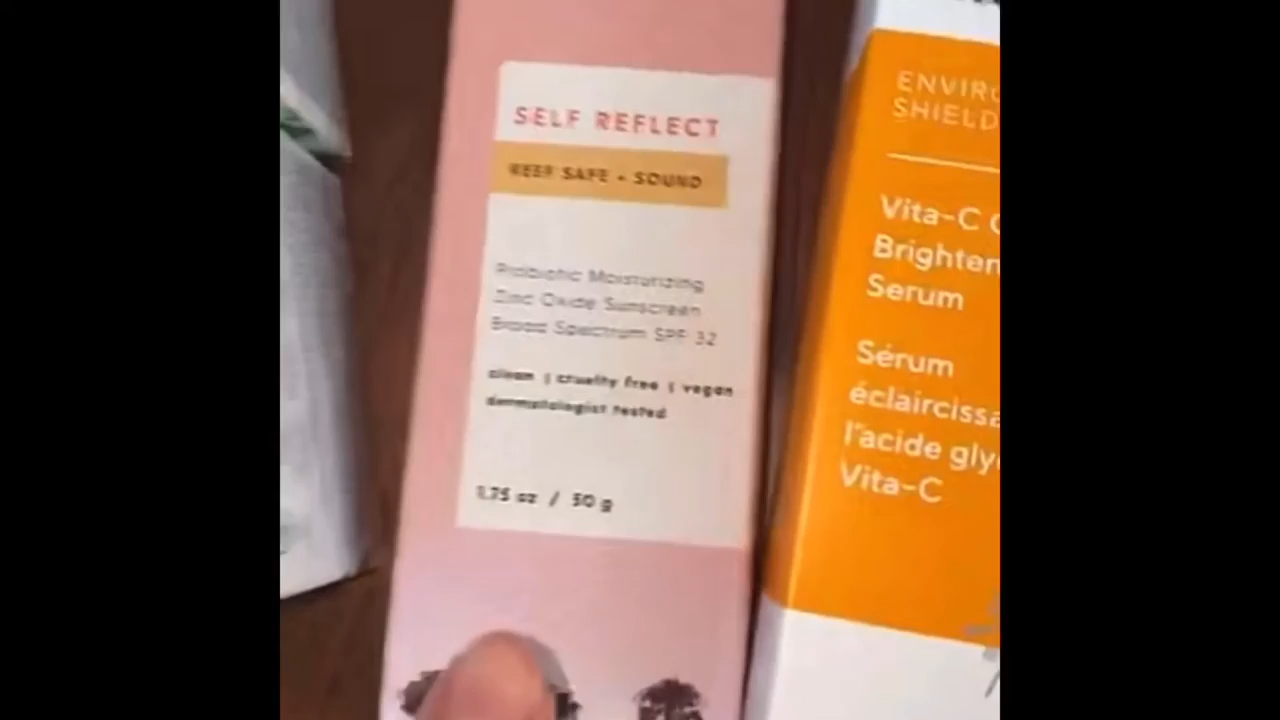 SELF REFLECT
REEF SAFE + SOUND
Probiotic Moisturizing
Zinc Oxide Sunscreen
Broad Spectrum SPF 32
clean | cruelty free | vegan
dermatologist tested
1.75 oz / 50 g
ENVIRO
SHIELD
Vita-C
Brighten
Serum
Sérum
éclaircissa
l'acide gly
Vita-C